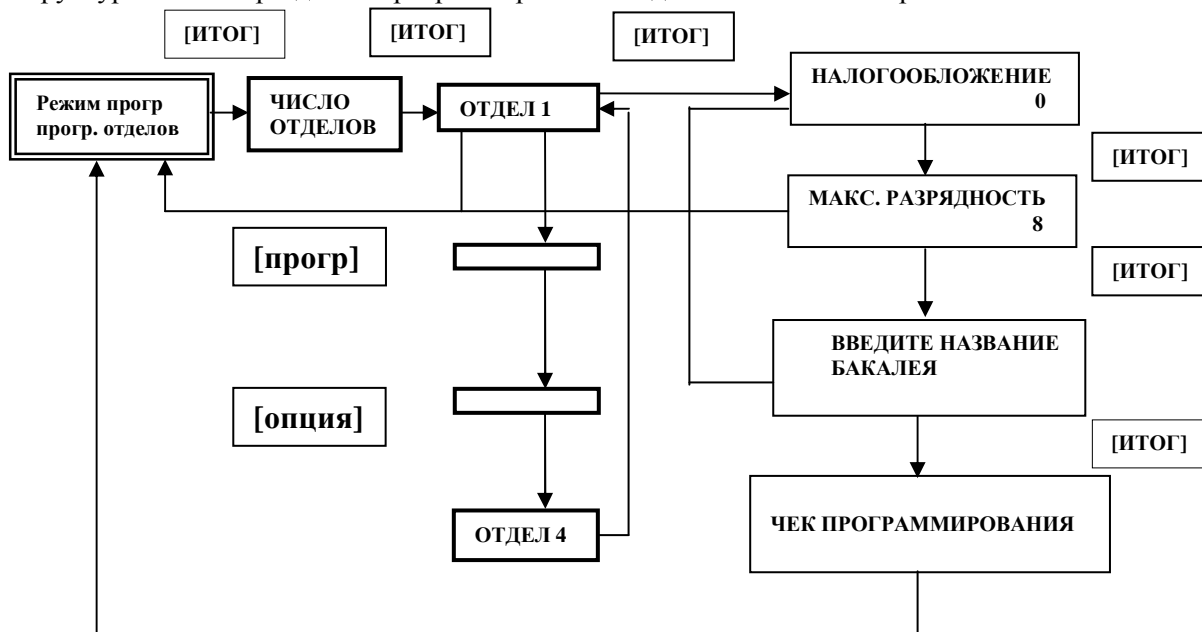 [ИТОГ]
[ИТОГ]
[ИТОГ]
Режим прогр
прогр. отделов
ЧИСЛО
ОТДЕЛОВ
ОТДЕЛ 1
НАЛОГООБЛОЖЕНИЕ
0
[ИТОГ]
МАКС. РАЗРЯДНОСТЬ
8
[прогр]
[ИТОГ]
ВВЕДИТЕ НАЗВАНИЕ
БАКАЛЕЯ
[опция]
[ИТОГ]
ОТДЕЛ 4
ЧЕК ПРОГРАММИРОВАНИЯ